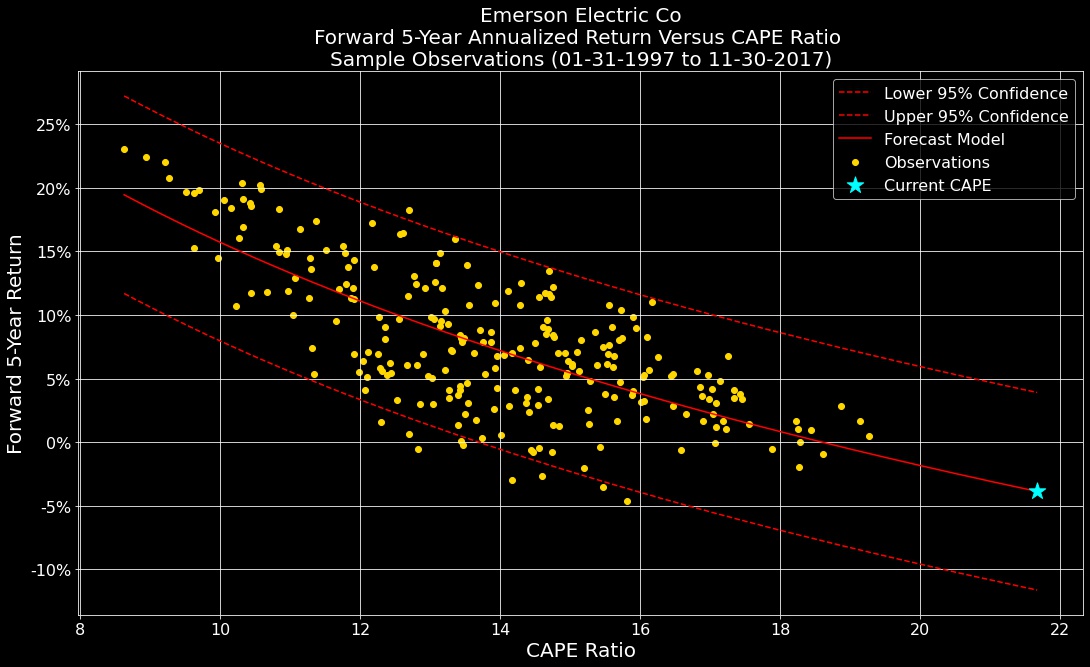 Emerson Electric Co
Forward 5-Year Annualized Return Versus CAPE Ratio
Sample Observations (01-31-1997 to 11-30-2017)
Lower 95% Confidence
Upper 95% Confidence
Forecast Model
Observations
Current CAPE
Forward 5-Year Return
25%
20%
15%
10%
5%
0%
-5%
-10%
8 10 12 14 16 18 20 22
CAPE Ratio